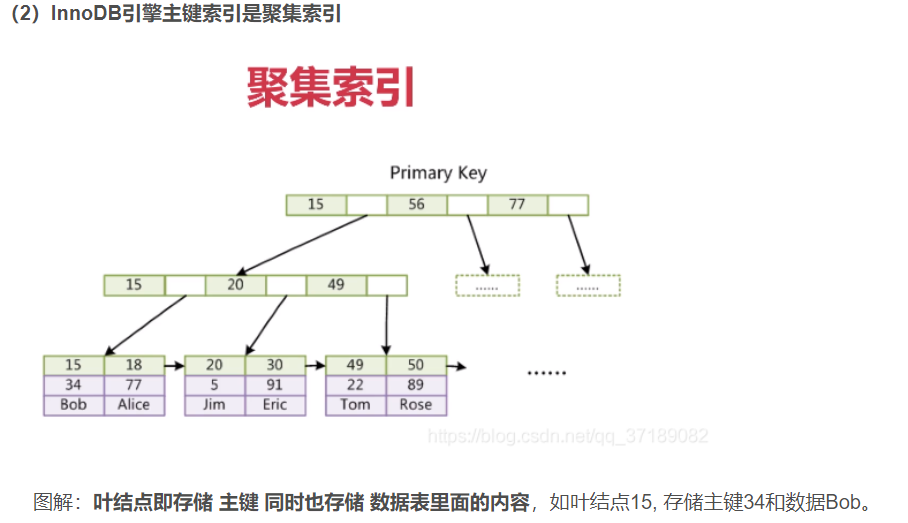 （2）InnoDB引擎主键索引是聚集索引
聚集索引
Primary Key
15 56 77
15 20 49 ...... ......
15 18 20 30 49 50
34 77 5 91 22 89 ......
Bob Alice Jim Eric Tom Rose
https://blog.csdn.net/qq_37189082
图解：叶结点即存储 主键 同时也存储 数据表里面的内容，如叶结点15, 存储主键34和数据Bob。